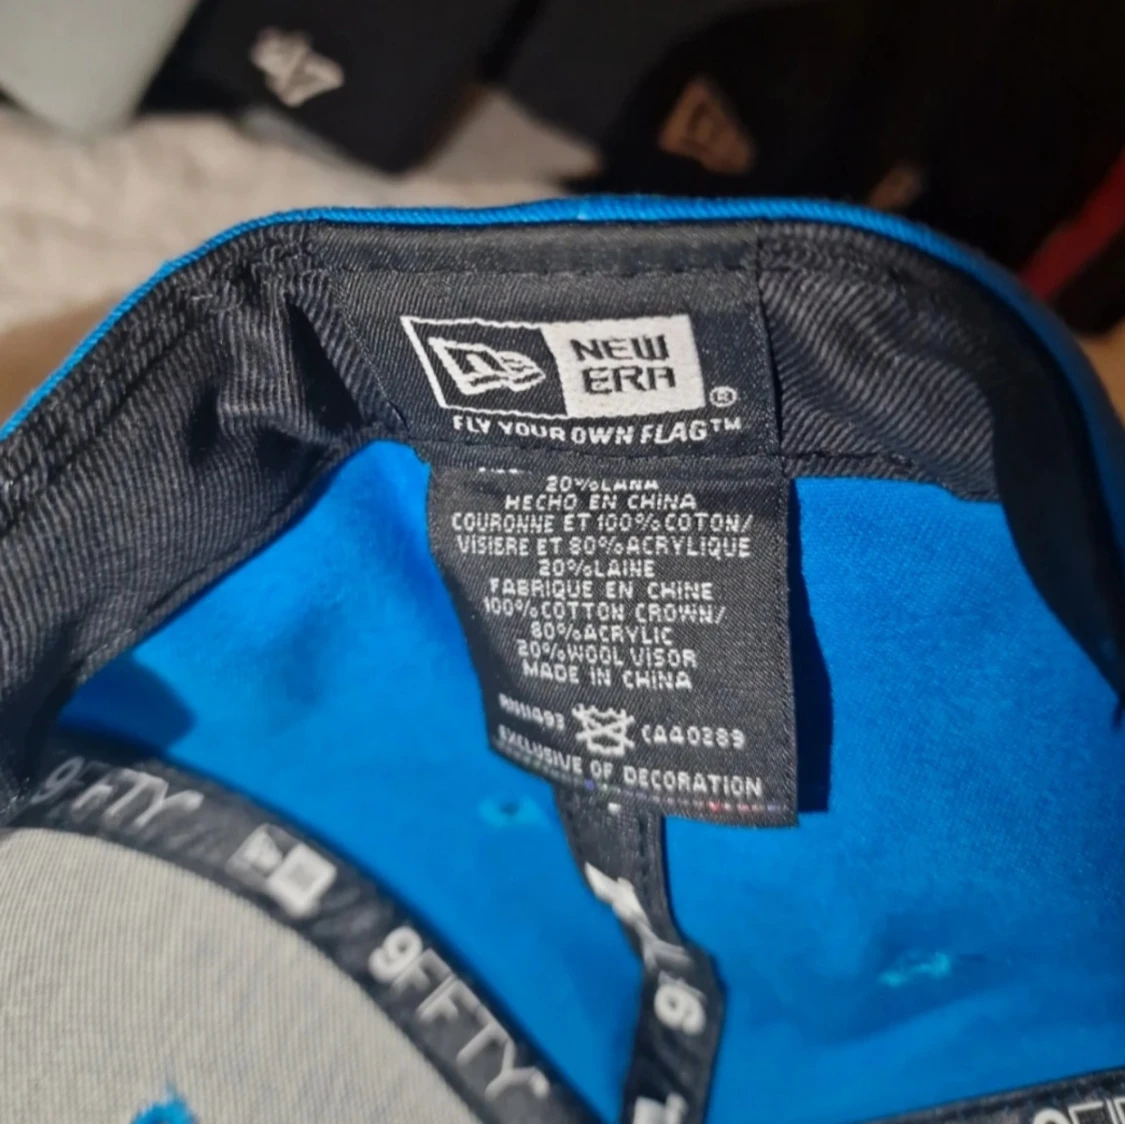 '47
NEW
ERA
®
FLY YOUR OWN FLAG™
20% LANA
HECHO EN CHINA
COURONNE ET 100% COTON/
VISIERE ET 80% ACRYLIQUE
20% LAINE
FABRIQUE EN CHINE
100% COTTON CROWN/
80% ACRYLIC
20% WOOL VISOR
MADE IN CHINA
RN11493 CA40289
EXCLUSIVE OF DECORATION
9FIFTY
9FIFTY